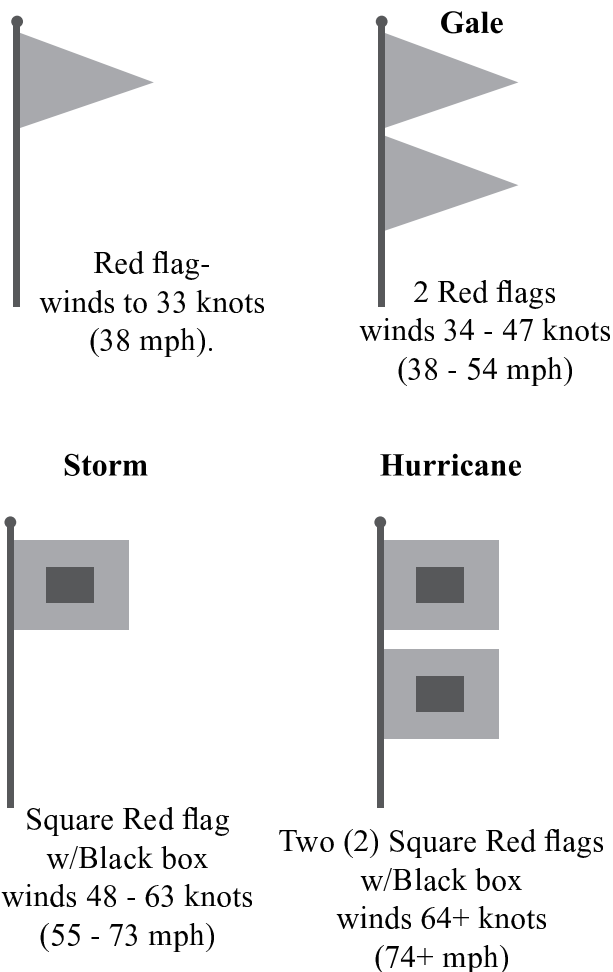 Gale
Red flag-
winds to 33 knots
(38 mph).
2 Red flags
winds 34 - 47 knots
(38 - 54 mph)
Storm
Hurricane
Square Red flag
w/Black box
winds 48 - 63 knots
(55 - 73 mph)
Two (2) Square Red flags
w/Black box
winds 64+ knots
(74+ mph)